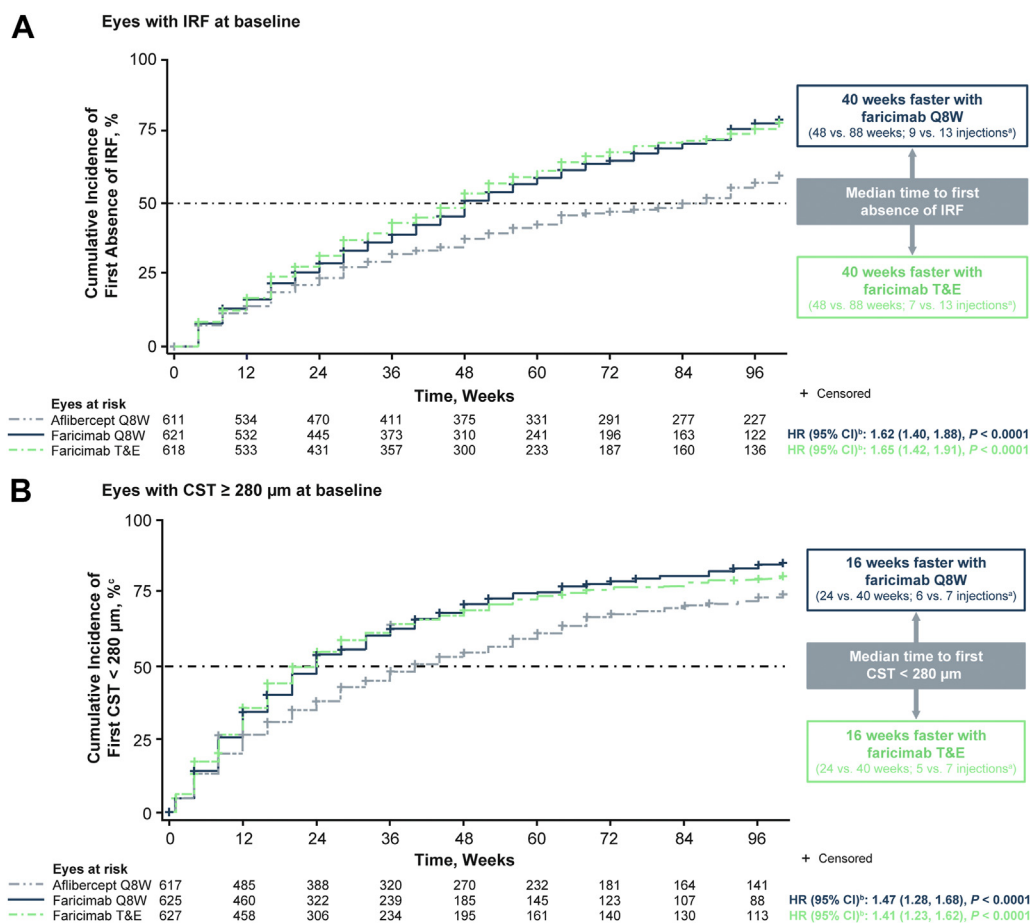 A
Eyes with IRF at baseline
Cumulative Incidence of
First Absence of IRF, %
100
75
50
25
0
0 12 24 36 48 60 72 84 96
Time, Weeks
40 weeks faster with
faricimab Q8W
(48 vs. 88 weeks; 9 vs. 13 injectionsᵃ)
Median time to first
absence of IRF
40 weeks faster with
faricimab T&E
(48 vs. 88 weeks; 7 vs. 13 injectionsᵃ)
+ Censored
Eyes at risk
Aflibercept Q8W 611 534 470 411 375 331 291 277 227
Faricimab Q8W 621 532 445 373 310 241 196 163 122 HR (95% CI)ᵇ: 1.62 (1.40, 1.88), P < 0.0001
Faricimab T&E 618 533 431 357 300 233 187 160 136 HR (95% CI)ᵇ: 1.65 (1.42, 1.91), P < 0.0001
B
Eyes with CST ≥ 280 µm at baseline
Cumulative Incidence of
First CST < 280 µm, %ᶜ
100
75
50
25
0
0 12 24 36 48 60 72 84 96
Time, Weeks
16 weeks faster with
faricimab Q8W
(24 vs. 40 weeks; 6 vs. 7 injectionsᵃ)
Median time to first
CST < 280 µm
16 weeks faster with
faricimab T&E
(24 vs. 40 weeks; 5 vs. 7 injectionsᵃ)
+ Censored
Eyes at risk
Aflibercept Q8W 617 485 388 320 270 232 181 164 141
Faricimab Q8W 625 460 322 239 185 145 123 107 88 HR (95% CI)ᵇ: 1.47 (1.28, 1.68), P < 0.0001
Faricimab T&E 627 458 306 234 195 161 140 130 113 HR (95% CI)ᵇ: 1.41 (1.23, 1.62), P < 0.0001